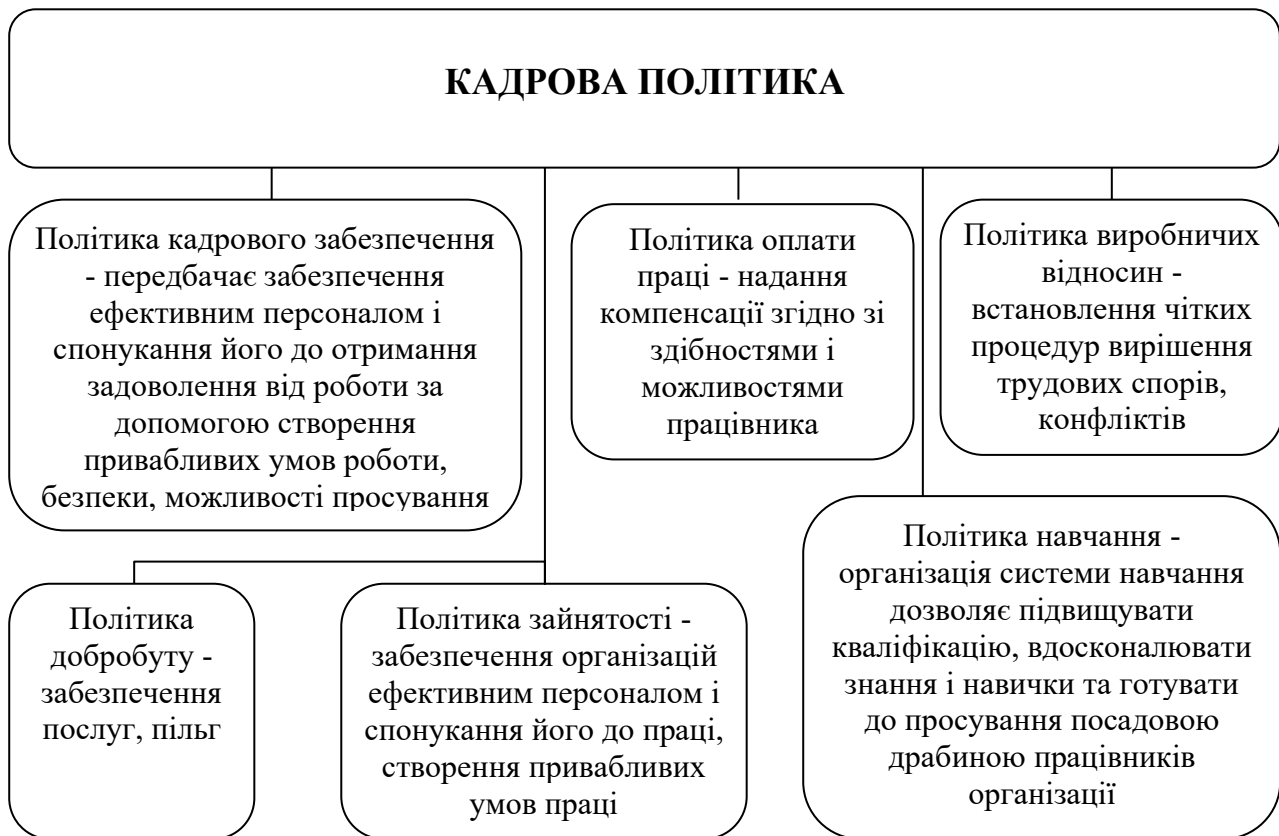 КАДРОВА ПОЛІТИКА
Політика кадрового забезпечення
- передбачає забезпечення
ефективним персоналом і
спонукання його до отримання
задоволення від роботи за
допомогою створення
привабливих умов роботи,
безпеки, можливості просування
Політика оплати
праці - надання
компенсації згідно зі
здібностями і
можливостями
працівника
Політика виробничих
відносин -
встановлення чітких
процедур вирішення
трудових спорів,
конфліктів
Політика
добробуту -
забезпечення
послуг, пільг
Політика зайнятості -
забезпечення організацій
ефективним персоналом і
спонукання його до праці,
створення привабливих
умов праці
Політика навчання -
організація системи навчання
дозволяє підвищувати
кваліфікацію, вдосконалювати
знання і навички та готувати
до просування посадовою
драбиною працівників
організації